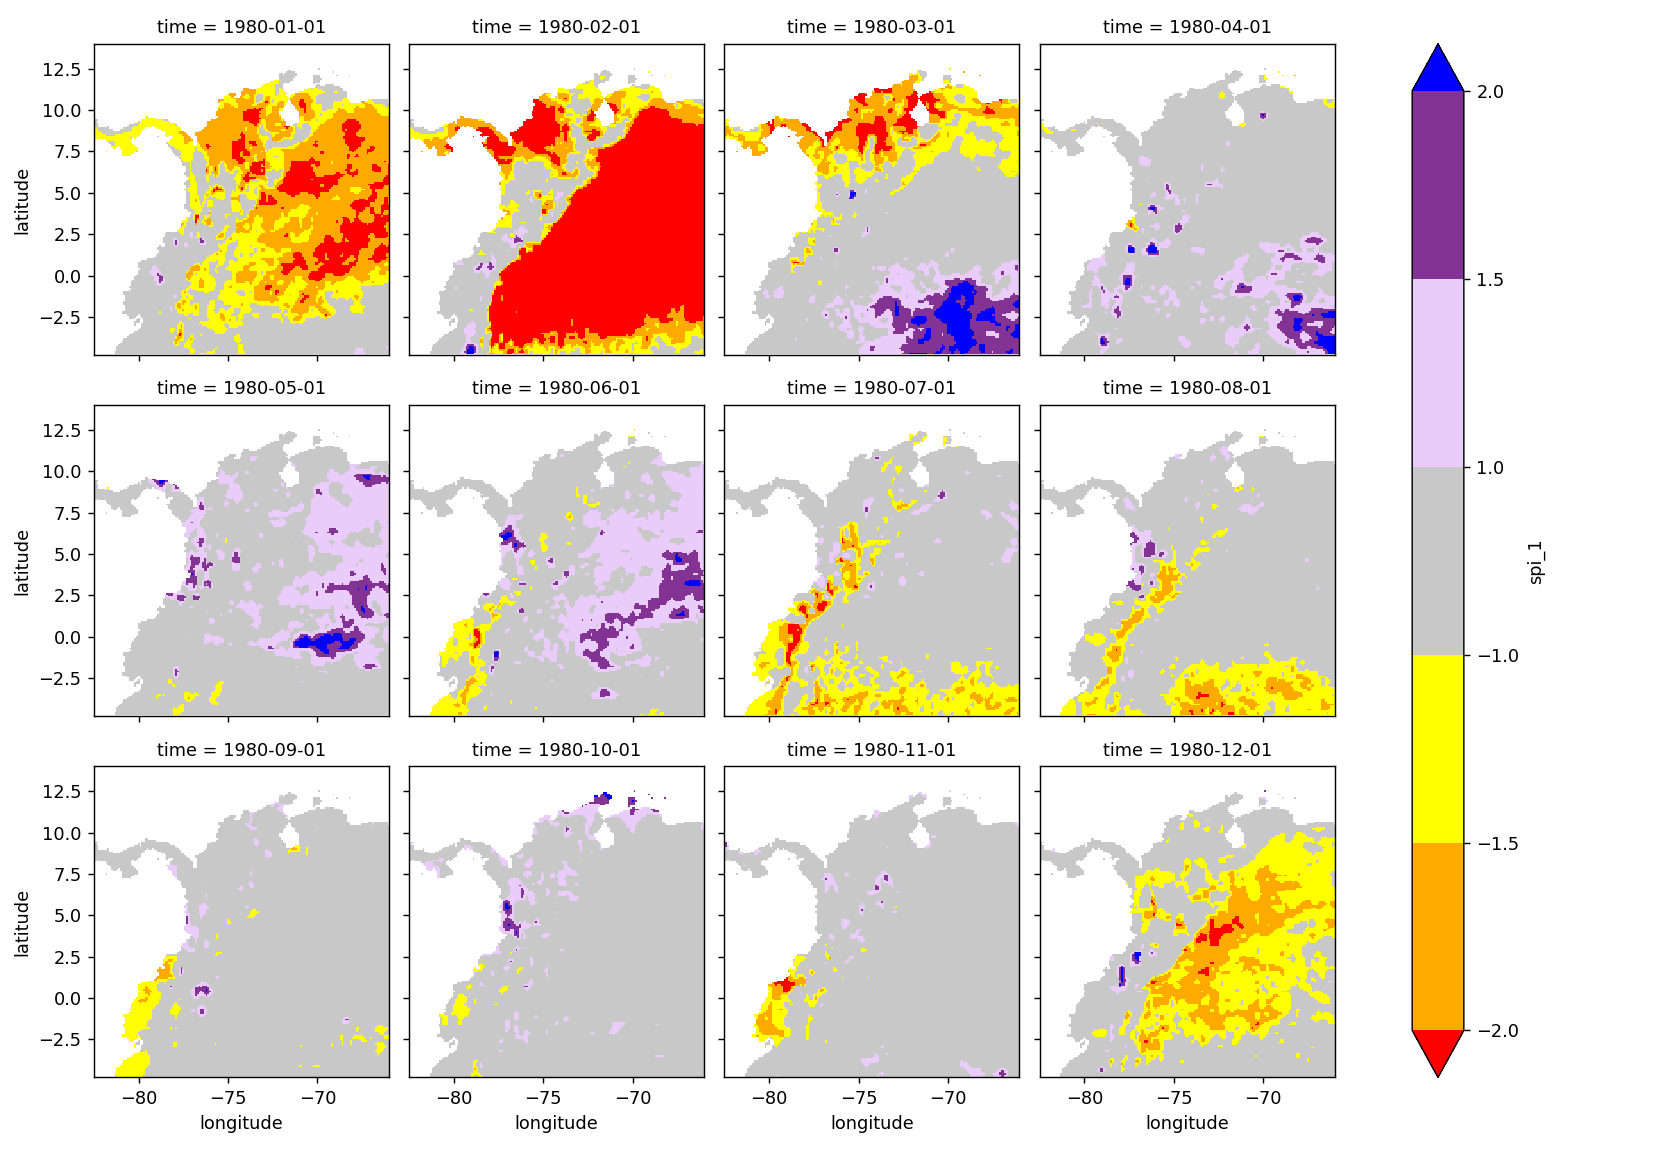 time = 1980-01-01
time = 1980-02-01
time = 1980-03-01
time = 1980-04-01
12.5
10.0
7.5
5.0
2.5
0.0
−2.5
latitude
2.0
1.5
1.0
−1.0
−1.5
−2.0
spi_1
time = 1980-05-01
time = 1980-06-01
time = 1980-07-01
time = 1980-08-01
12.5
10.0
7.5
5.0
2.5
0.0
−2.5
latitude
time = 1980-09-01
time = 1980-10-01
time = 1980-11-01
time = 1980-12-01
12.5
10.0
7.5
5.0
2.5
0.0
−2.5
latitude
−80 −75 −70
−80 −75 −70
−80 −75 −70
−80 −75 −70
longitude
longitude
longitude
longitude